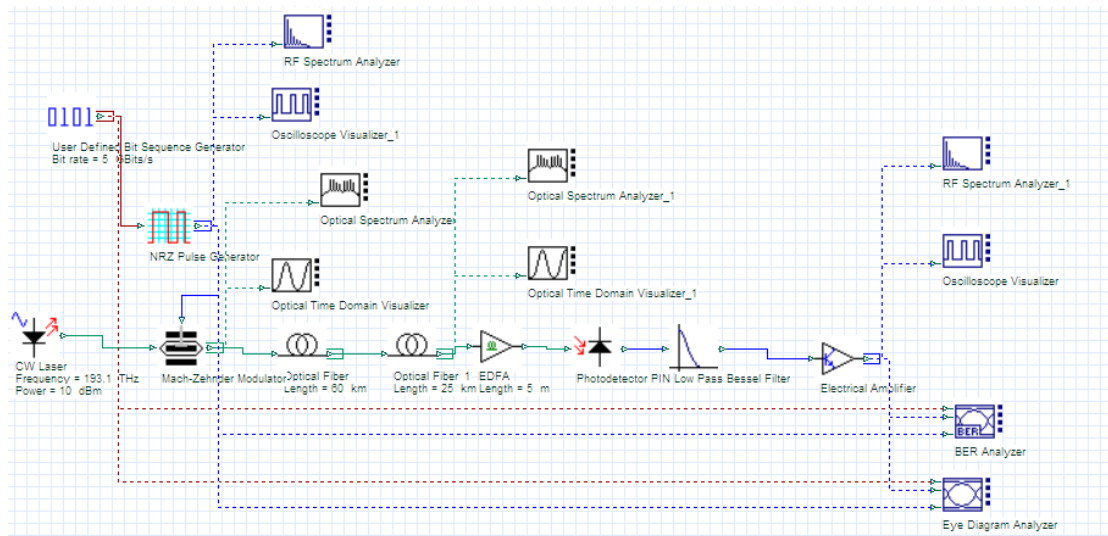 RF Spectrum Analyzer
0101
Oscilloscope Visualizer_1
User Defined Bit Sequence Generator
Bit rate = 5 GBits/s
RF Spectrum Analyzer_1
Optical Spectrum Analyzer_1
Optical Spectrum Analyzer
NRZ Pulse Generator
Oscilloscope Visualizer
Optical Time Domain Visualizer_1
Optical Time Domain Visualizer
CW Laser
Frequency = 193.1 THz
Power = 10 dBm
Mach-Zehnder Modulator
Optical Fiber
Length = 60 km
Optical Fiber_1
Length = 25 km
EDFA
Length = 5 m
Photodetector PIN
Low Pass Bessel Filter
Electrical Amplifier
BER
BER Analyzer
Eye Diagram Analyzer